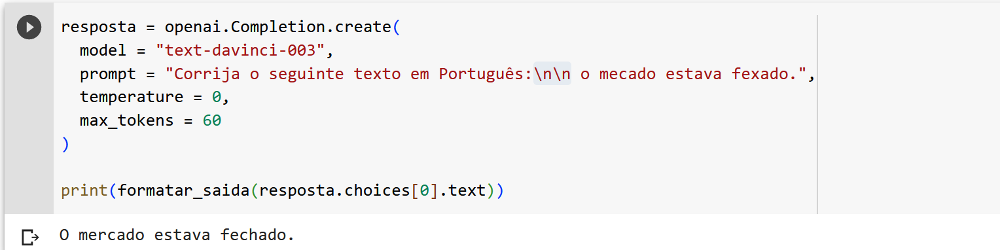 resposta = openai.Completion.create(
  model = "text-davinci-003",
  prompt = "Corrija o seguinte texto em Português:\n\n o mecado estava fexado.",
  temperature = 0,
  max_tokens = 60
)
print(formatar_saida(resposta.choices[0].text))
O mercado estava fechado.